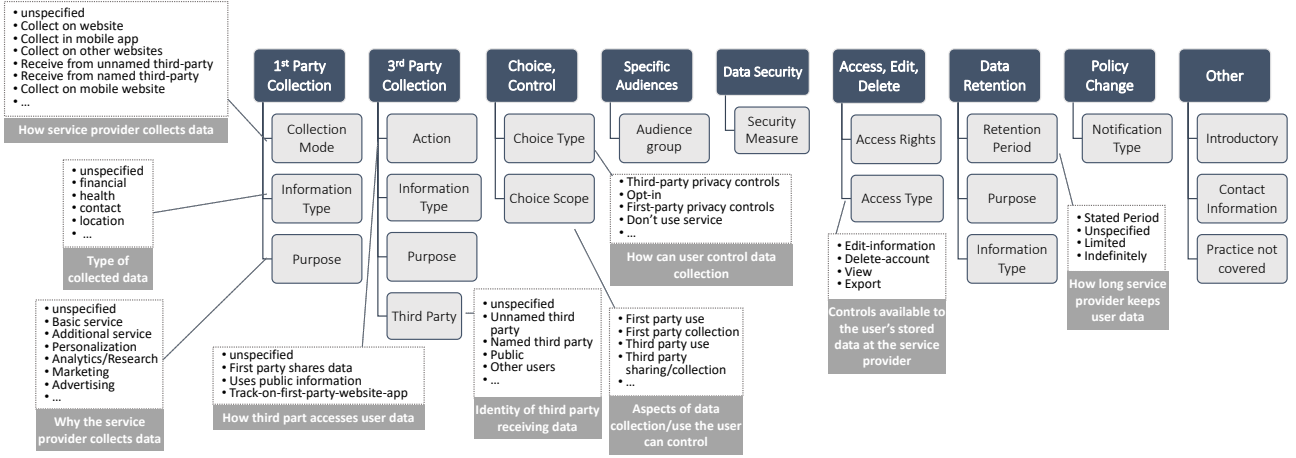 • unspecified
• Collect on website
• Collect in mobile app
• Collect on other websites
• Receive from unnamed third-party
• Receive from named third-party
• Collect on mobile website
• ...
How service provider collects data
• unspecified
• financial
• health
• contact
• location
• ...
Type of
collected data
• unspecified
• Basic service
• Additional service
• Personalization
• Analytics/Research
• Marketing
• Advertising
• ...
Why the service
provider collects data
1st Party
Collection
Collection
Mode
Information
Type
Purpose
3rd Party
Collection
Action
Information
Type
Purpose
Third Party
• unspecified
• First party shares data
• Uses public information
• Track-on-first-party-website-app
How third part accesses user data
• unspecified
• Unnamed third
party
• Named third party
• Public
• Other users
• ...
Identity of third party
receiving data
Choice,
Control
Choice Type
Choice Scope
• Third-party privacy controls
• Opt-in
• First-party privacy controls
• Don't use service
• ...
How can user control data
collection
• First party use
• First party collection
• Third party use
• Third party
sharing/collection
• ...
Aspects of data
collection/use the user
can control
Specific
Audiences
Audience
group
Data Security
Security
Measure
Access, Edit,
Delete
Access Rights
Access Type
• Edit-information
• Delete-account
• View
• Export
Controls available to
the user's stored
data at the service
provider
Data
Retention
Retention
Period
Purpose
Information
Type
• Stated Period
• Unspecified
• Limited
• Indefinitely
How long service
provider keeps
user data
Policy
Change
Notification
Type
Other
Introductory
Contact
Information
Practice not
covered